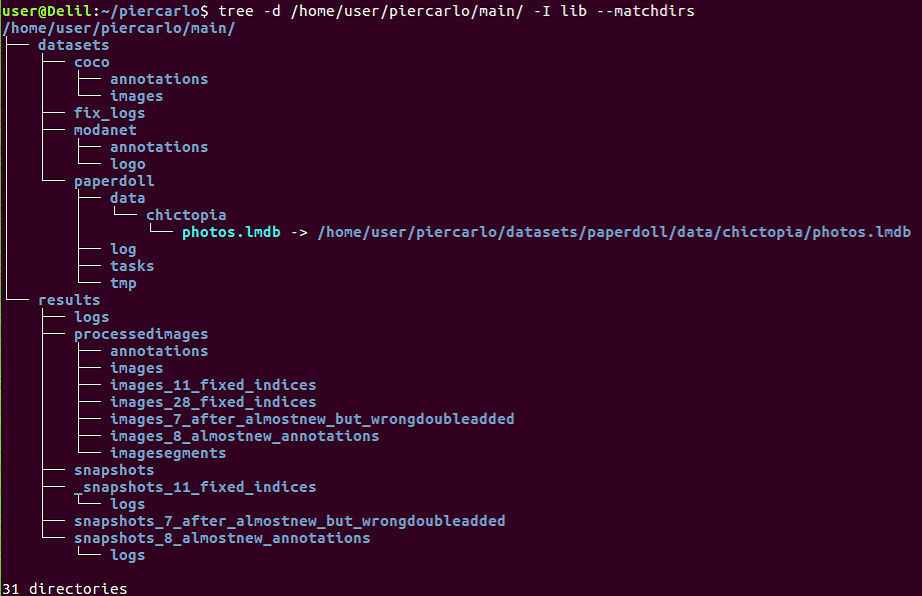 user@Delil:~/piercarlo$ tree -d /home/user/piercarlo/main/ -I lib --matchdirs
/home/user/piercarlo/main/
├── datasets
│   ├── coco
│   │   ├── annotations
│   │   └── images
│   ├── fix_logs
│   ├── modanet
│   │   ├── annotations
│   │   └── logo
│   └── paperdoll
│       ├── data
│       │   └── chictopia
│       │       └── photos.lmdb -> /home/user/piercarlo/datasets/paperdoll/data/chictopia/photos.lmdb
│       ├── log
│       ├── tasks
│       └── tmp
└── results
    ├── logs
    ├── processedimages
    │   ├── annotations
    │   ├── images
    │   ├── images_11_fixed_indices
    │   ├── images_28_fixed_indices
    │   ├── images_7_after_almostnew_but_wrongdoubleadded
    │   ├── images_8_almostnew_annotations
    │   └── imagesegments
    ├── snapshots
    ├── _snapshots_11_fixed_indices
    │   └── logs
    ├── snapshots_7_after_almostnew_but_wrongdoubleadded
    └── snapshots_8_almostnew_annotations
        └── logs

31 directories